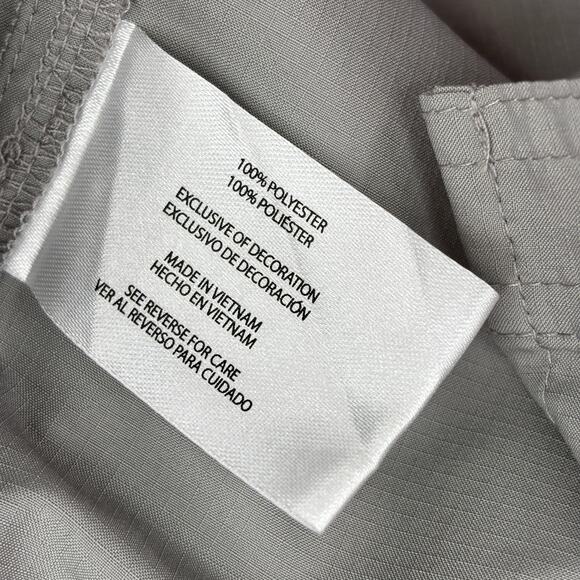 100% POLYESTER
100% POLIÉSTER
EXCLUSIVE OF DECORATION
EXCLUSIVO DE DECORACIÓN
MADE IN VIETNAM
HECHO EN VIETNAM
SEE REVERSE FOR CARE
VER AL REVERSO PARA CUIDADO